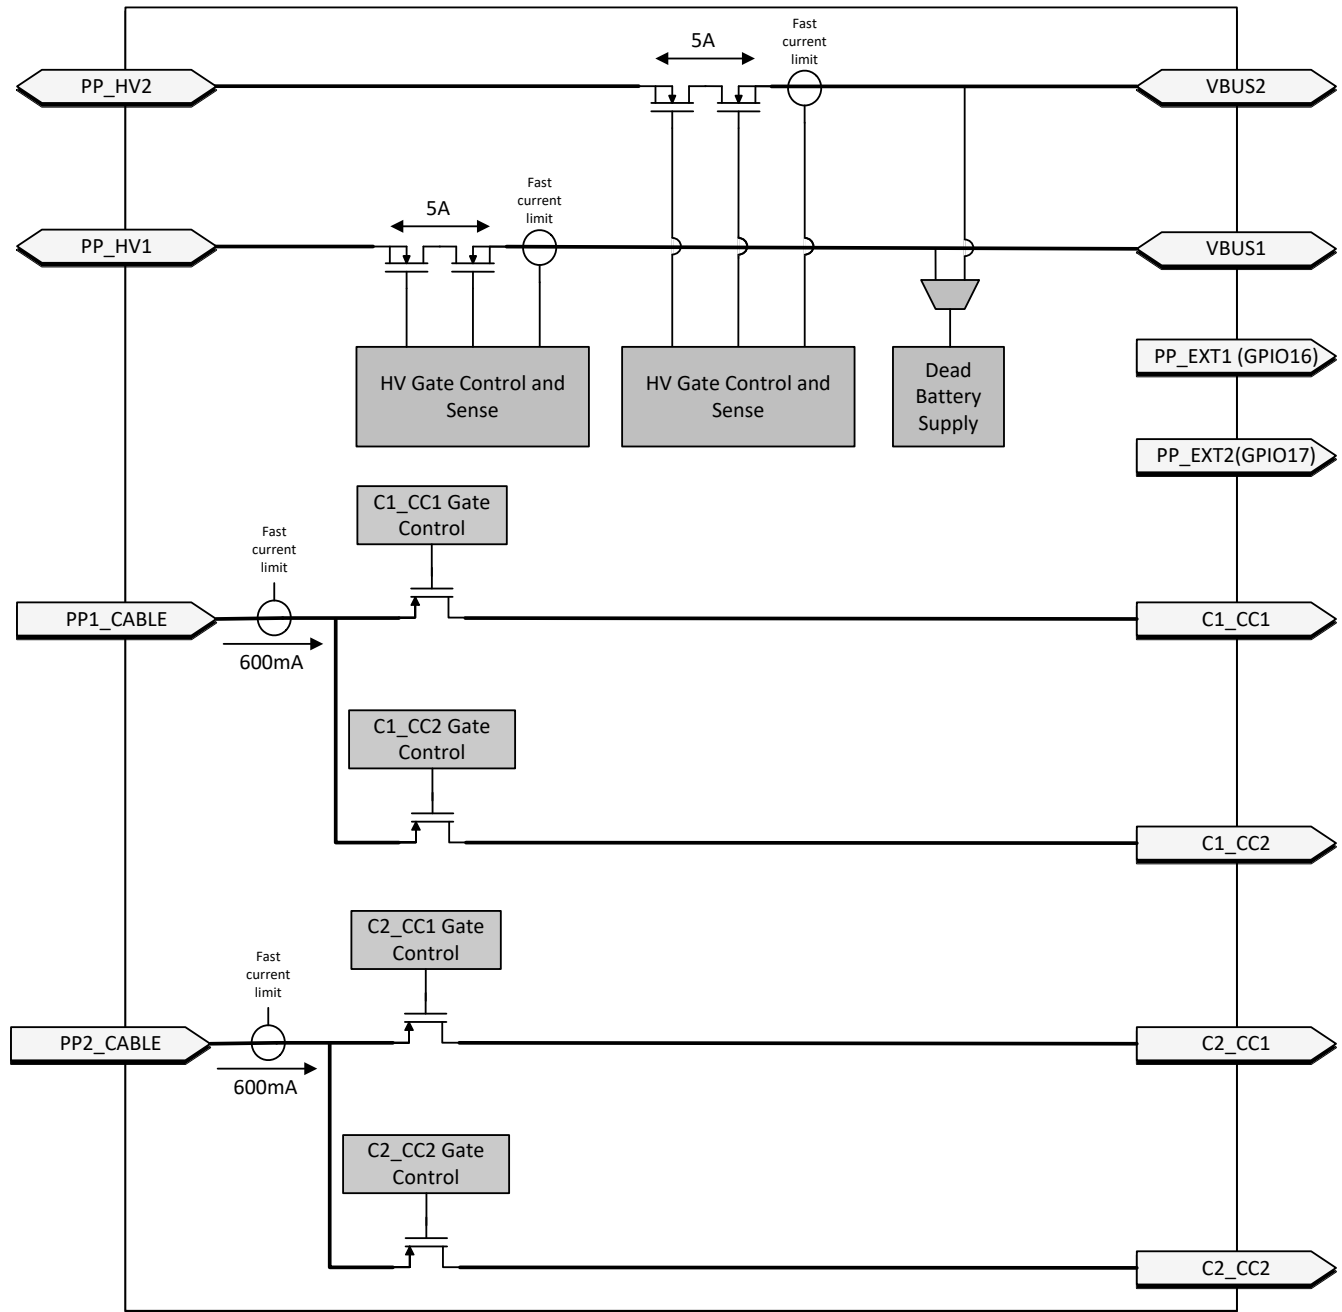 5A
Fast
current
limit
PP_HV2
VBUS2
5A
Fast
current
limit
PP_HV1
VBUS1
HV Gate Control and
Sense
HV Gate Control and
Sense
Dead
Battery
Supply
PP_EXT1 (GPIO16)
PP_EXT2(GPIO17)
C1_CC1 Gate
Control
Fast
current
limit
PP1_CABLE
600mA
C1_CC1
C1_CC2 Gate
Control
C1_CC2
C2_CC1 Gate
Control
Fast
current
limit
PP2_CABLE
600mA
C2_CC1
C2_CC2 Gate
Control
C2_CC2